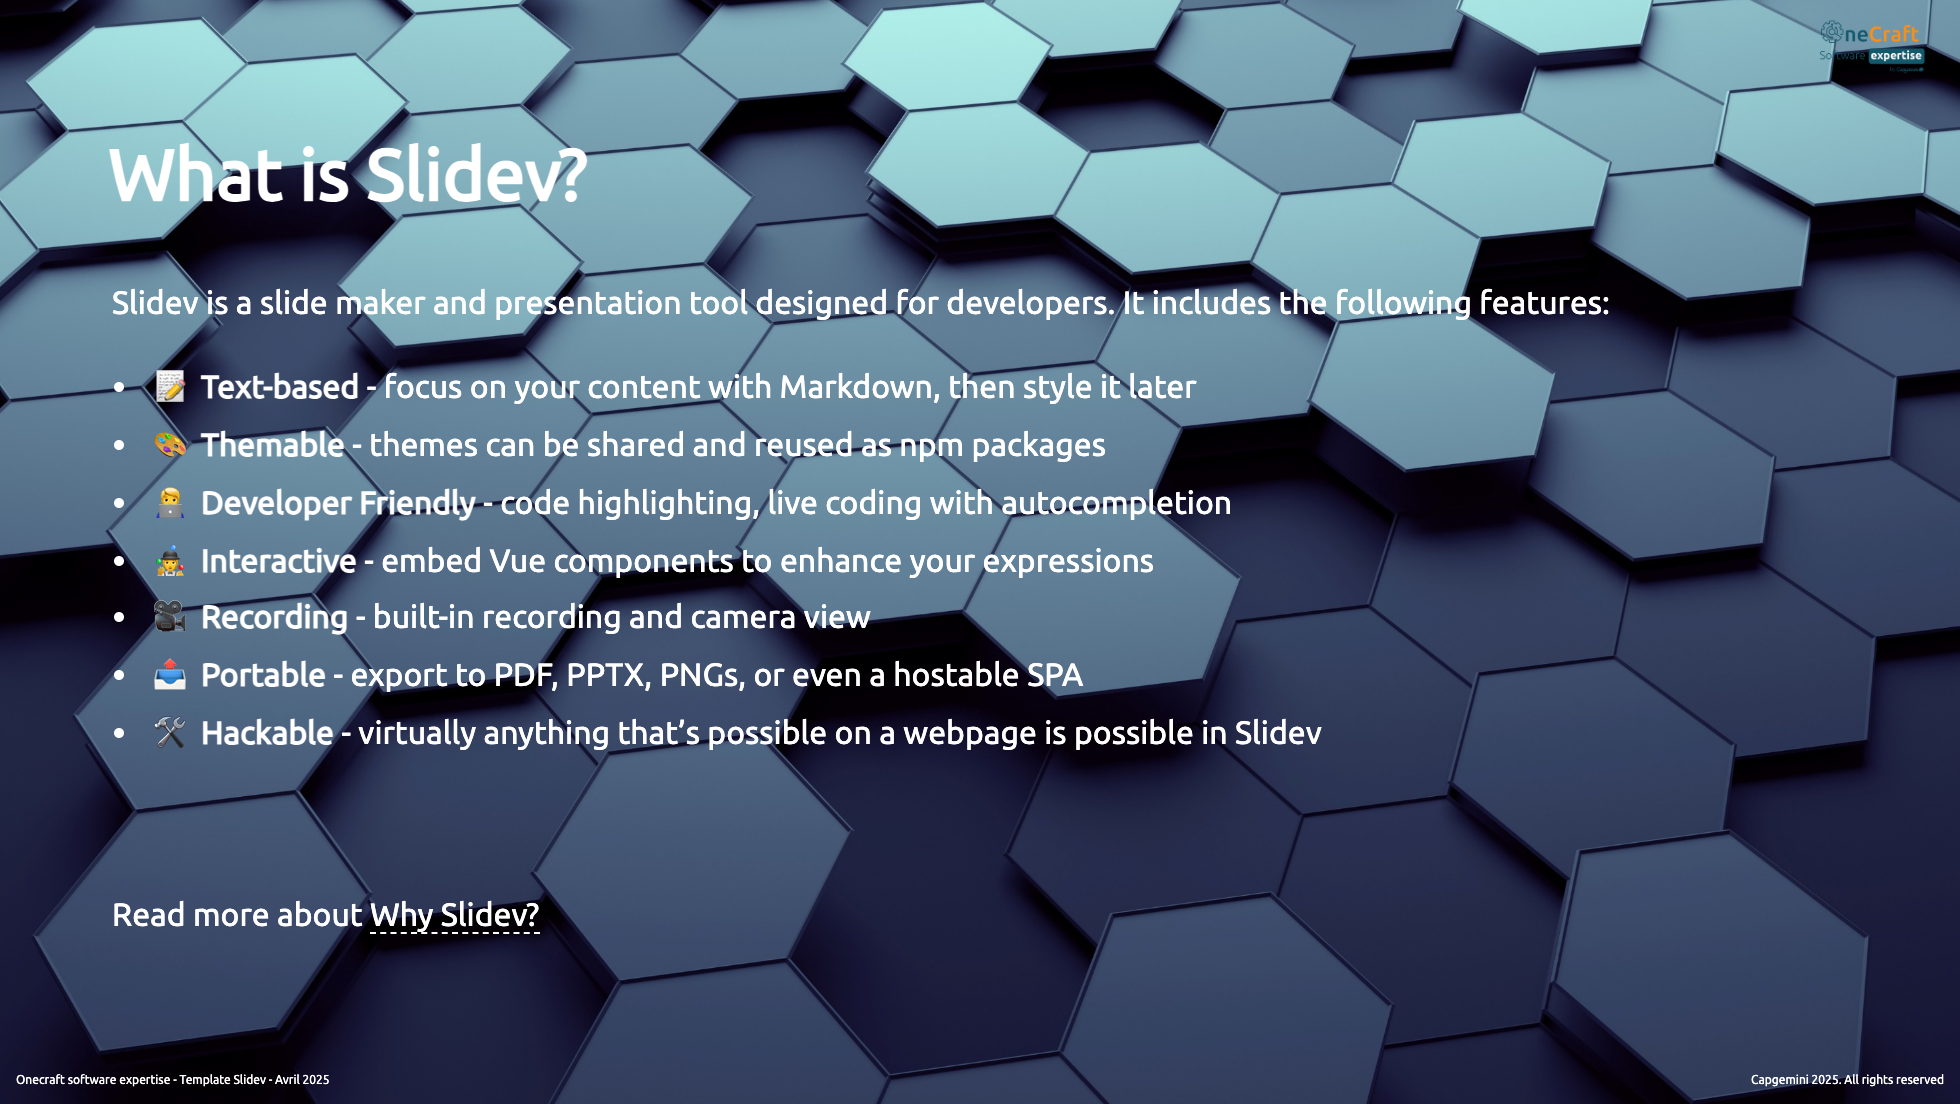 neCraft
Software expertise
What is Slidev?
Slidev is a slide maker and presentation tool designed for developers. It includes the following features:
• 📝 Text-based - focus on your content with Markdown, then style it later
• 🎨 Themable - themes can be shared and reused as npm packages
• 🧑‍💻 Developer Friendly - code highlighting, live coding with autocompletion
• 🤹 Interactive - embed Vue components to enhance your expressions
• 🎥 Recording - built-in recording and camera view
• 📤 Portable - export to PDF, PPTX, PNGs, or even a hostable SPA
• 🛠 Hackable - virtually anything that’s possible on a webpage is possible in Slidev
Read more about Why Slidev?
Onecraft software expertise - Template Slidev - Avril 2025
Capgemini 2025. All rights reserved